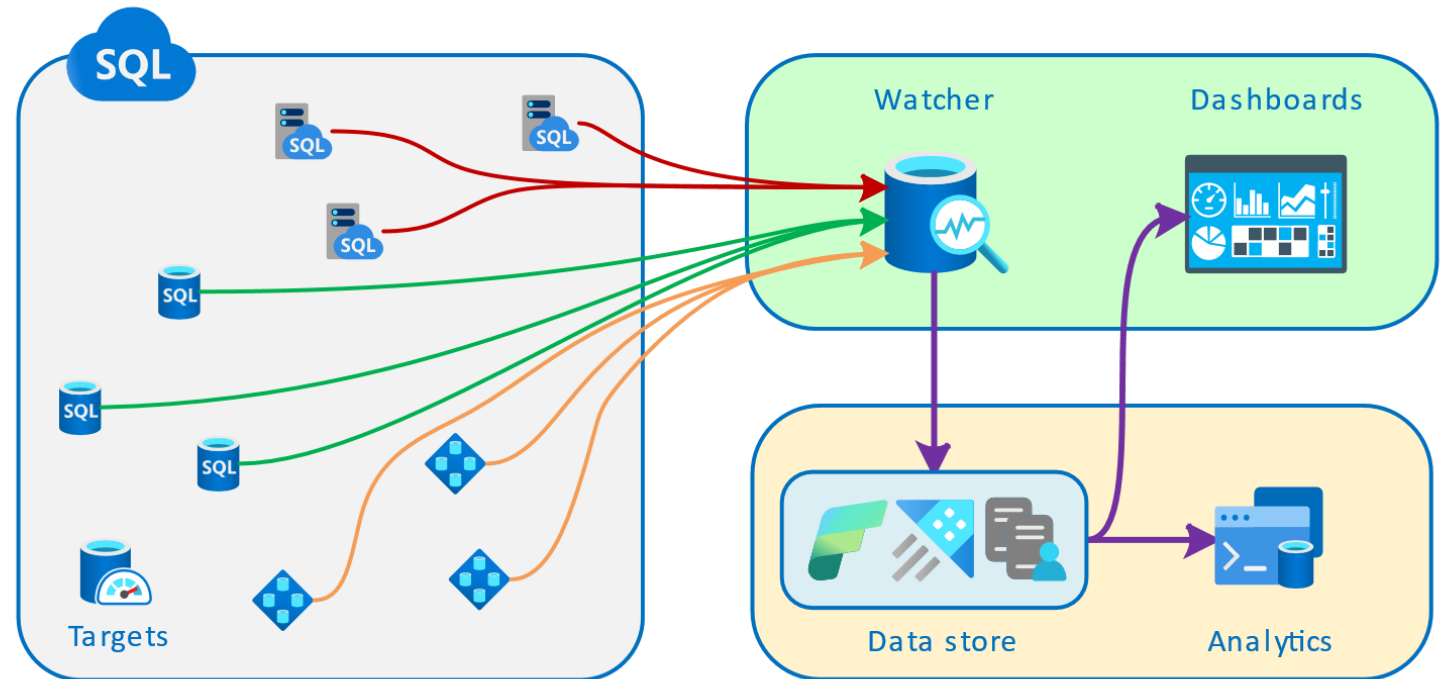 SQL
Watcher
Dashboards
SQL
SQL
SQL
SQL
SQL
SQL
Targets
Data store
Analytics